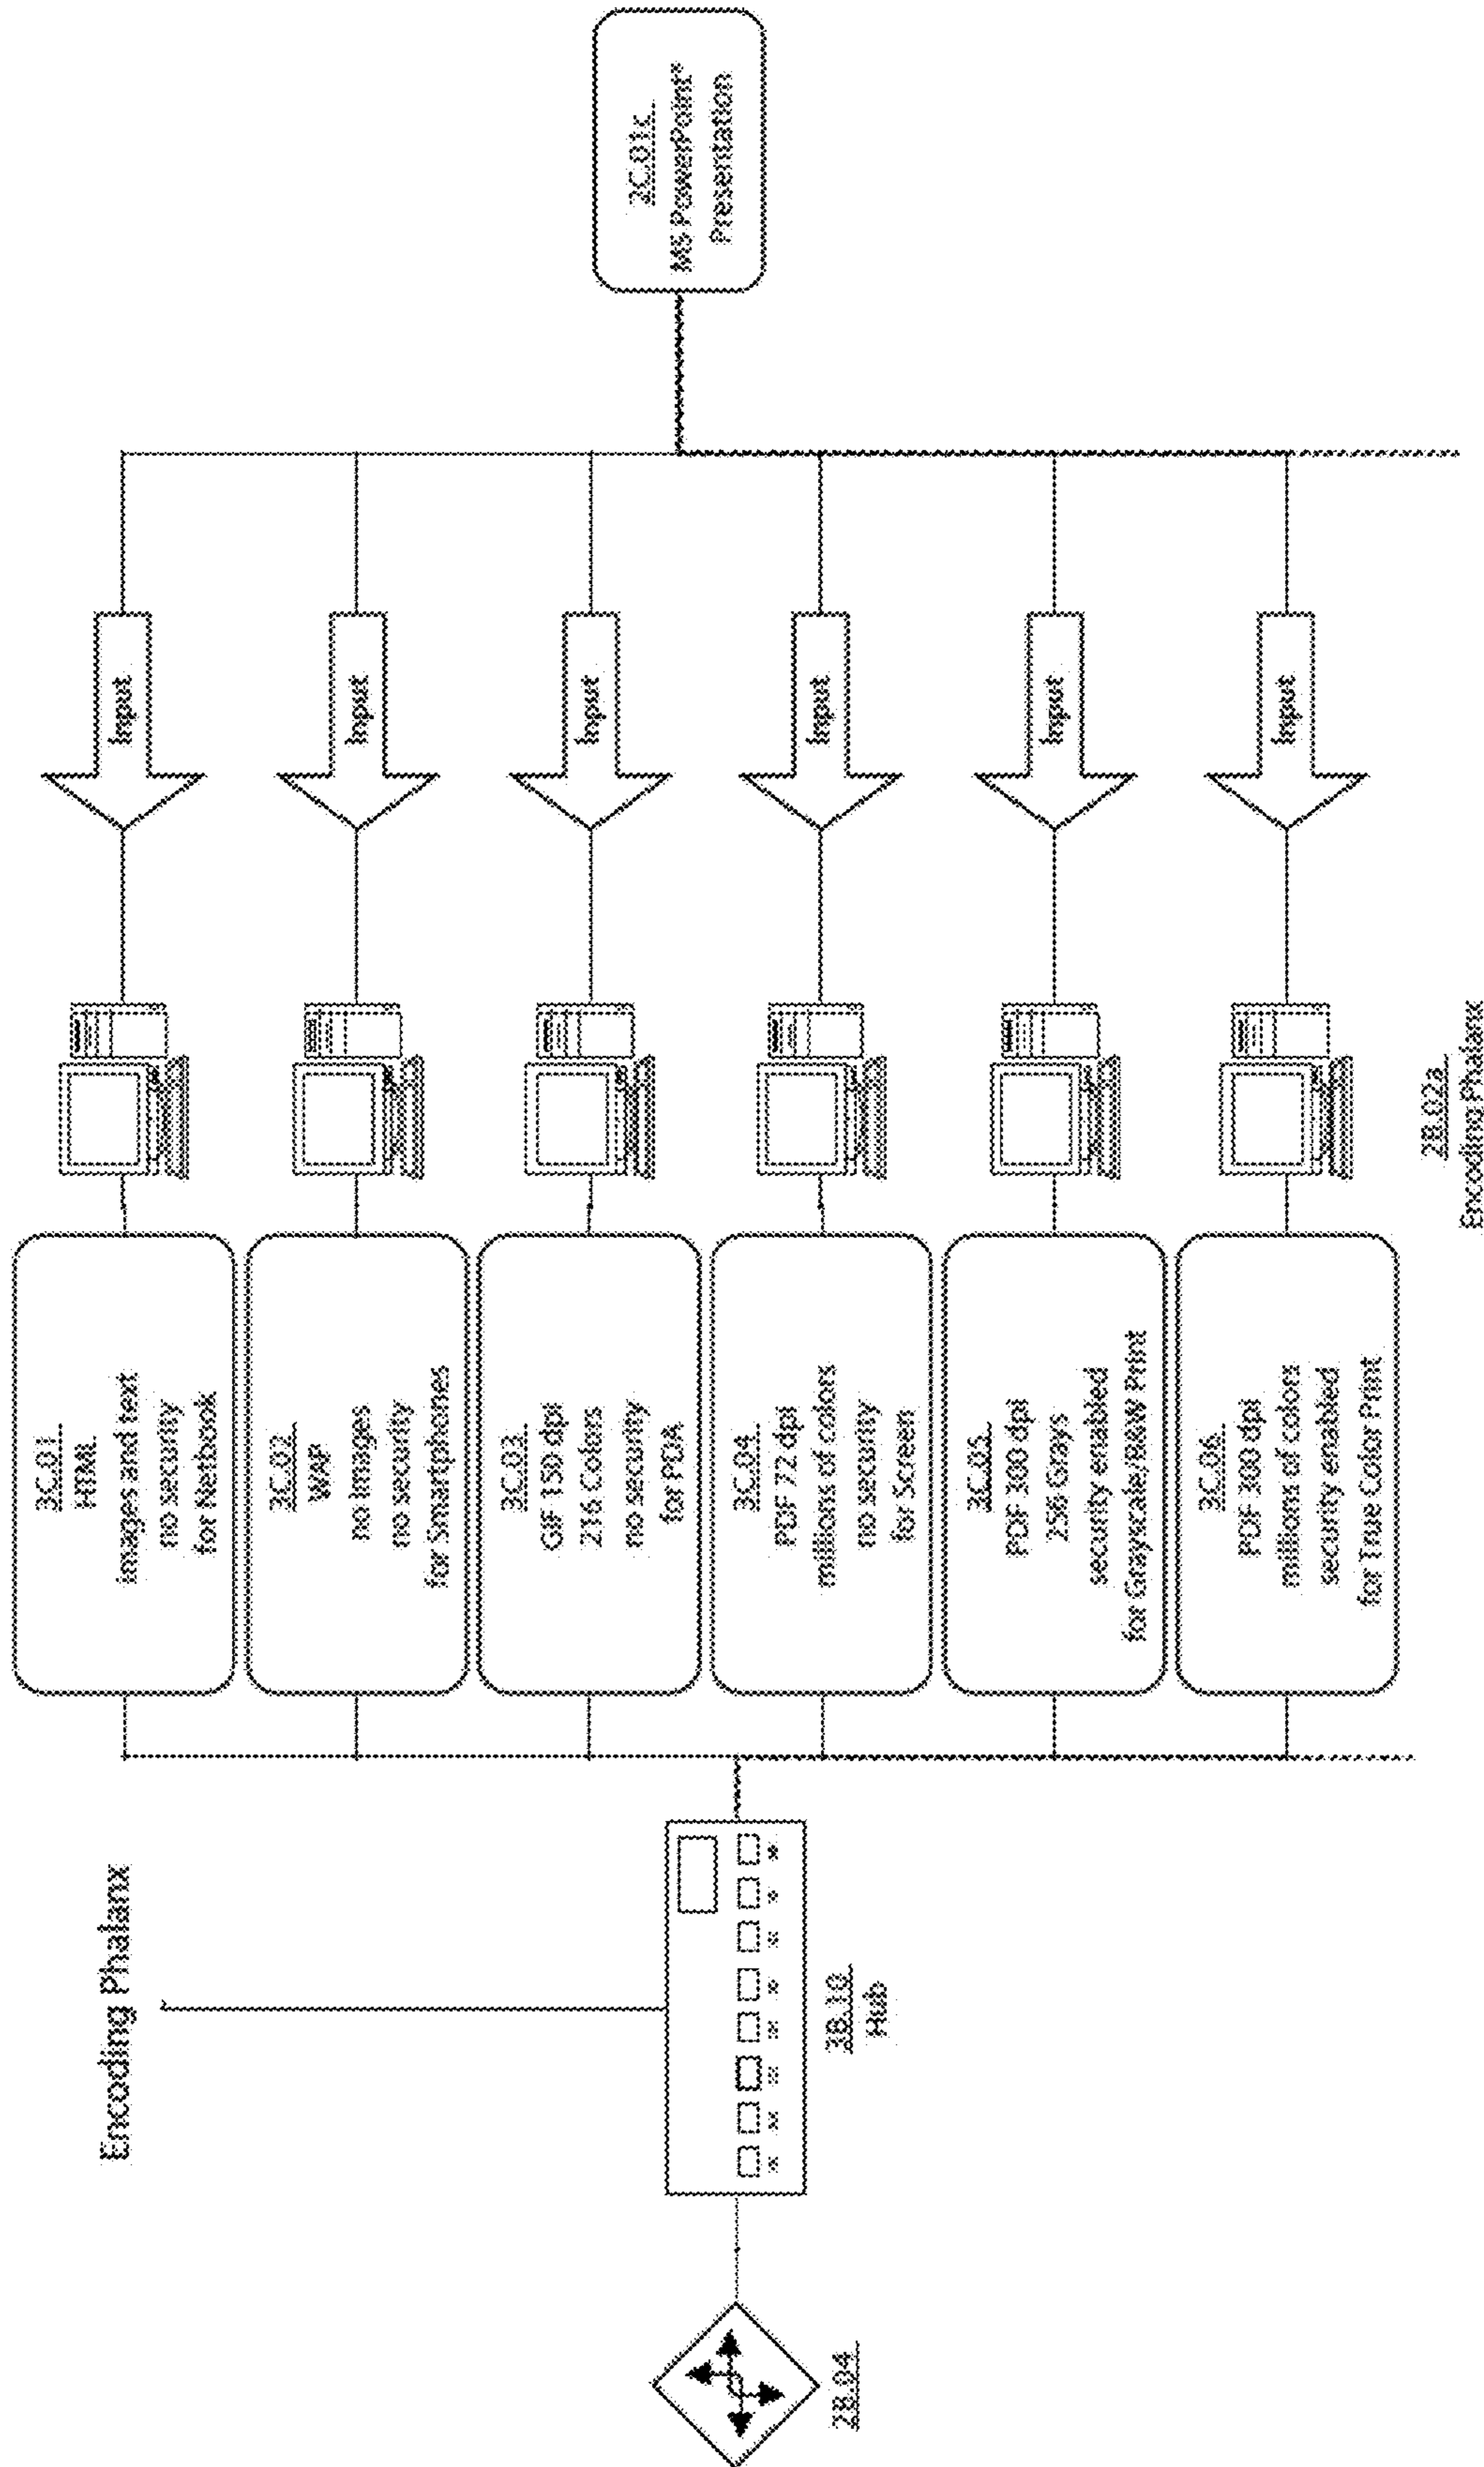 Encoding Phalanx
2B.04
3B.10
Hub
3C.01
HTML
images and text
no security
for Netbook
3C.02
WAP
no images
no security
for Smartphones
3C.03
GIF 150 dpi
216 Colors
no security
for PDA
3C.04
PDF 72 dpi
millions of colors
no security
for Screen
3C.05
PDF 300 dpi
256 Grays
security enabled
for Grayscale/B&W Print
3C.06
PDF 300 dpi
millions of colors
security enabled
for True Color Print
2B.02a
Encoding Phalanx
Input
Input
Input
Input
Input
Input
2C.01c
MS PowerPoint®
Presentation